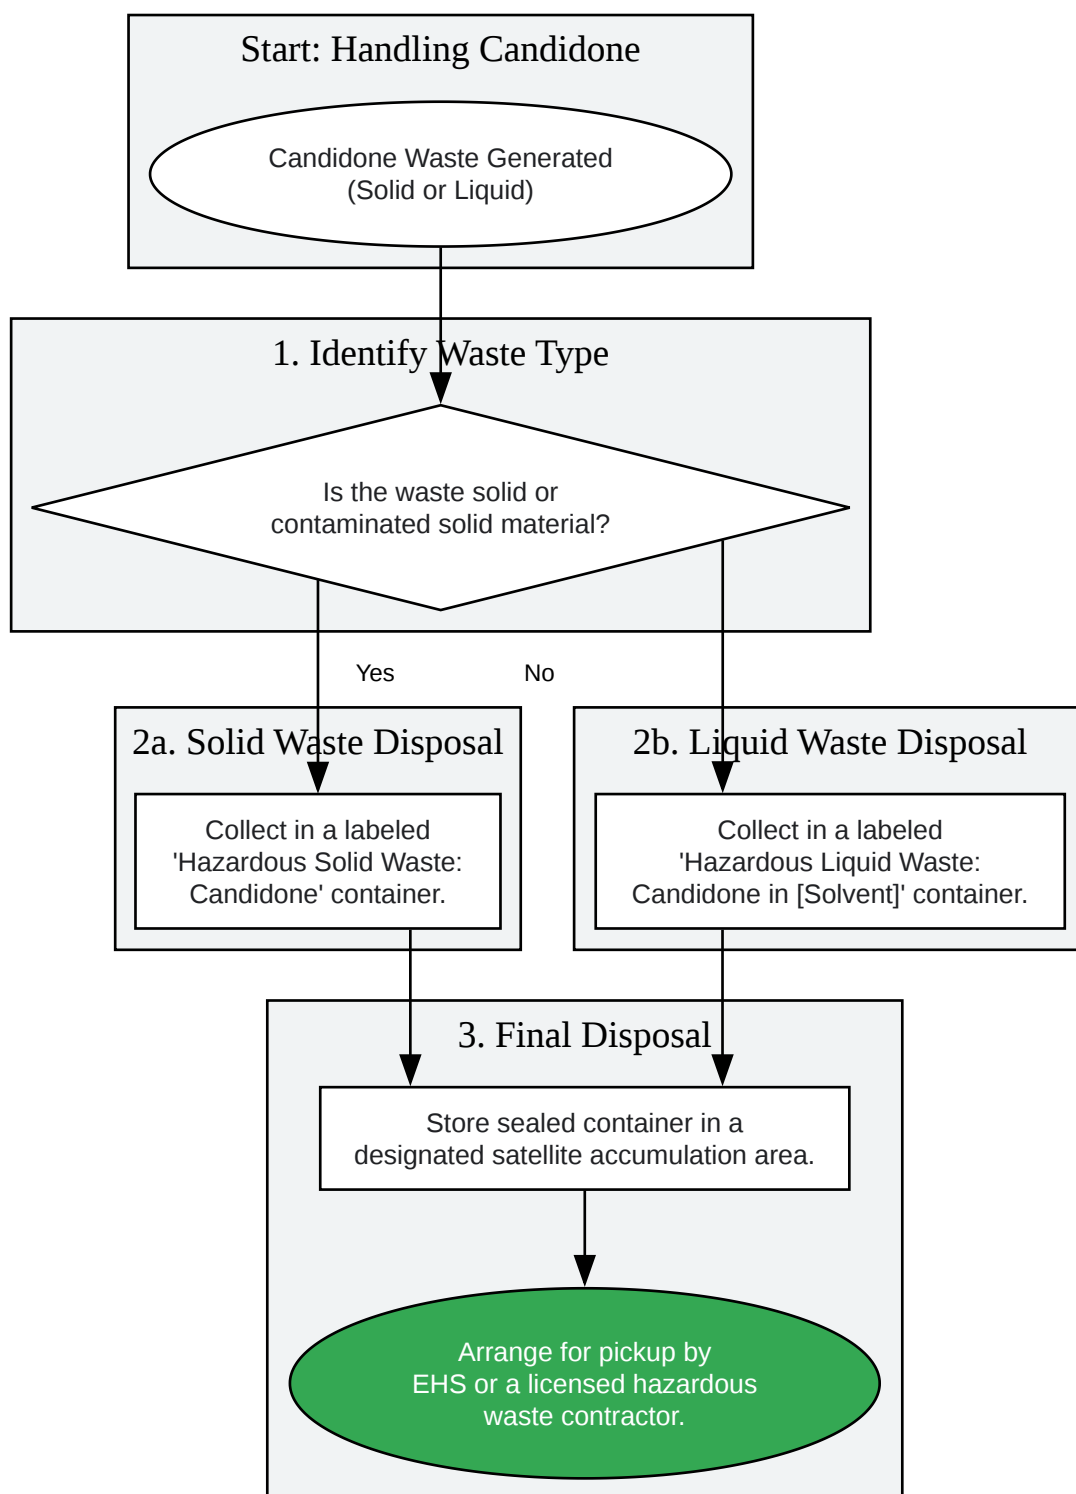 Start: Handling Candidone
Candidone Waste Generated
(Solid or Liquid)
1. Identify Waste Type
Is the waste solid or
contaminated solid material?
Yes
No
2a. Solid Waste Disposal
Collect in a labeled
'Hazardous Solid Waste:
Candidone' container.
2b. Liquid Waste Disposal
Collect in a labeled
'Hazardous Liquid Waste:
Candidone in [Solvent]' container.
3. Final Disposal
Store sealed container in a
designated satellite accumulation area.
Arrange for pickup by
EHS or a licensed hazardous
waste contractor.